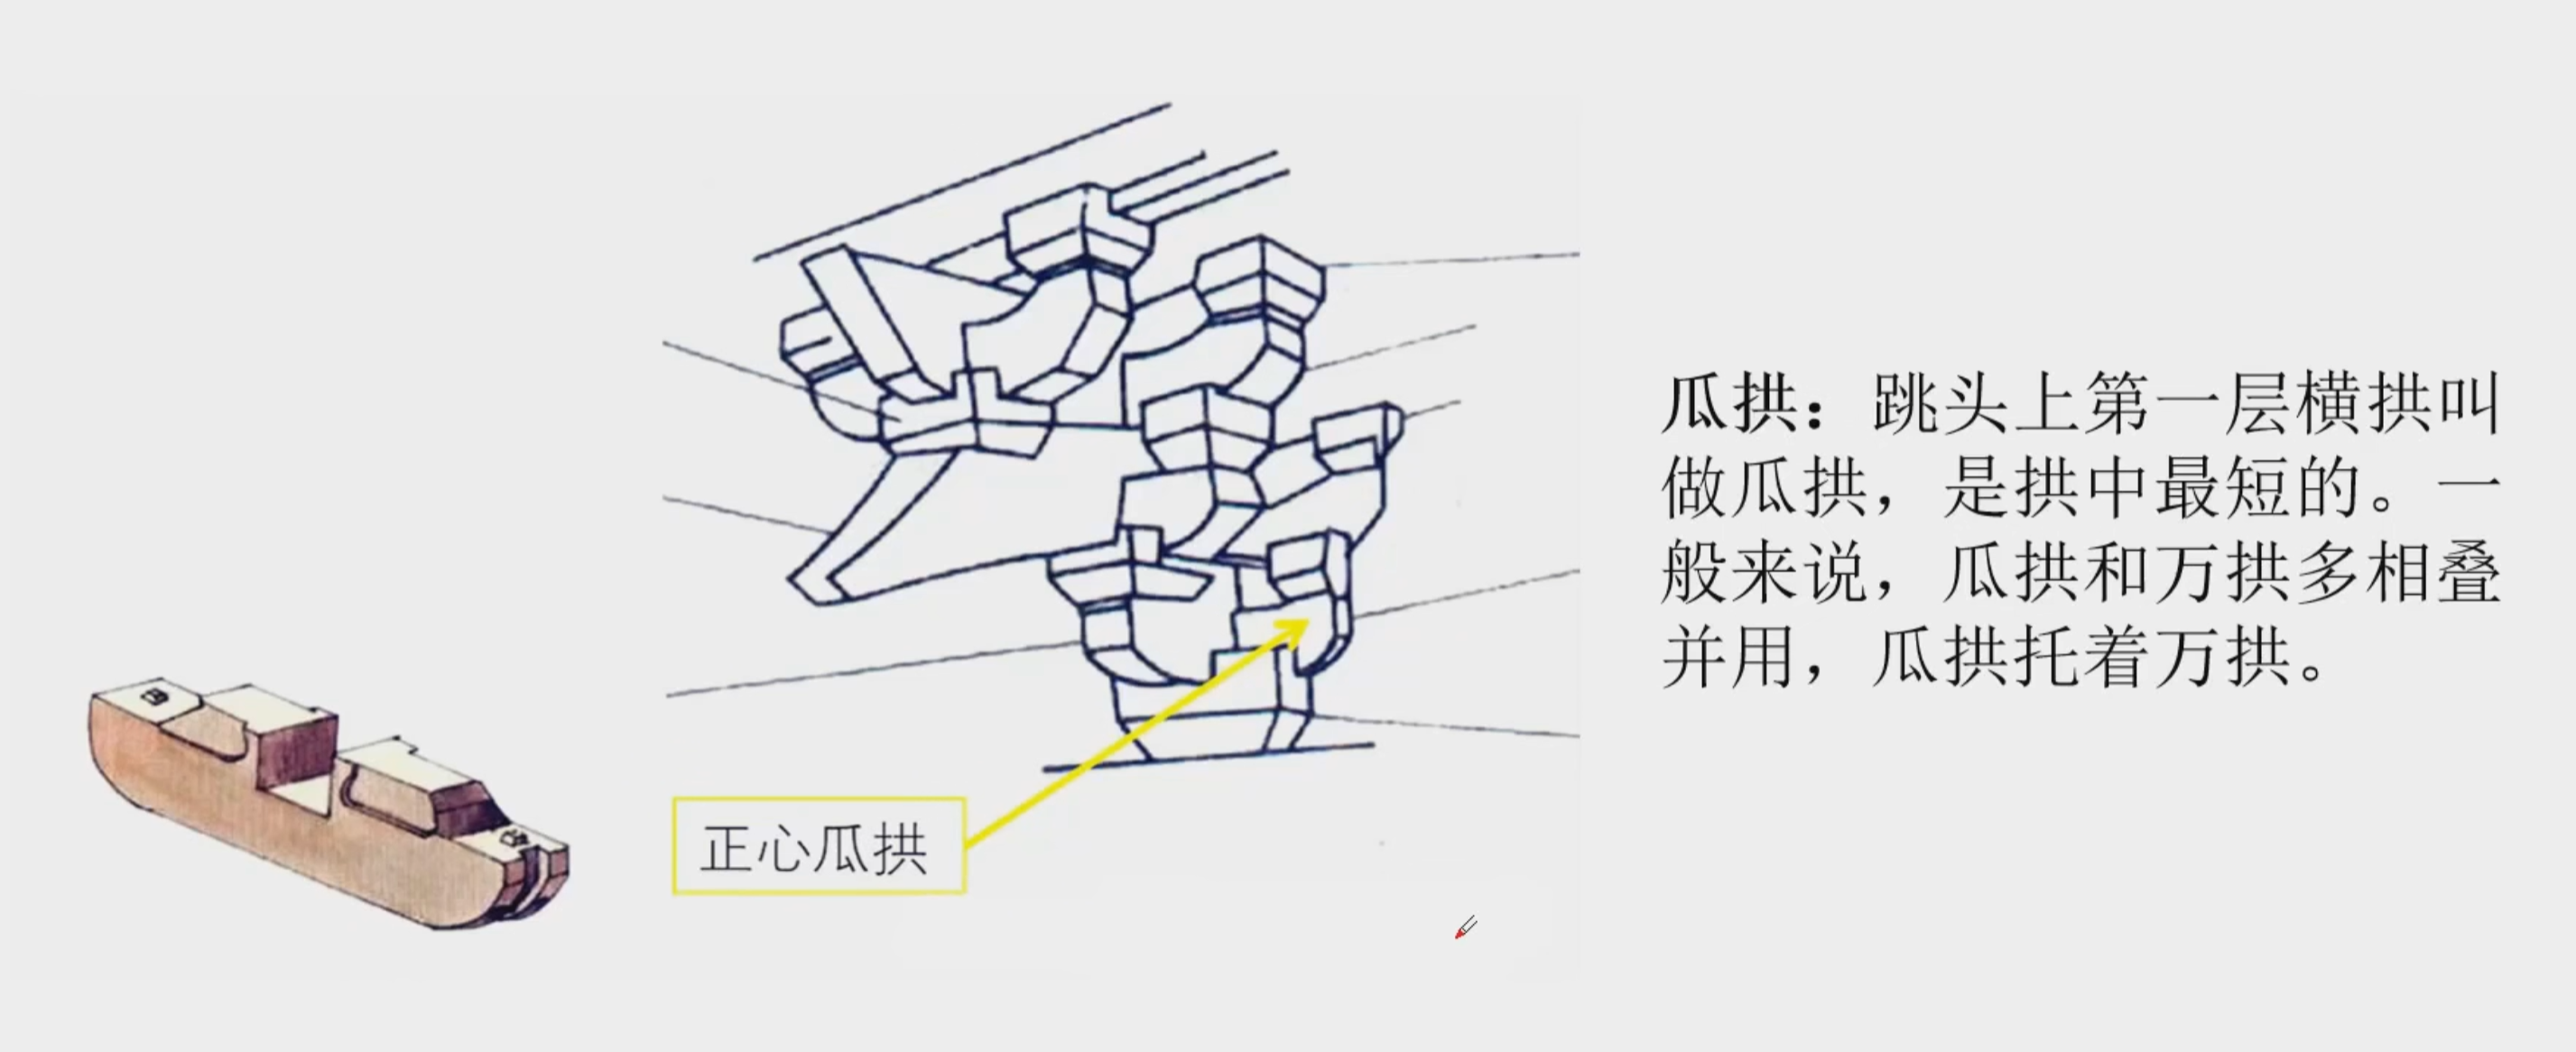 瓜拱：跳头上第一层横拱叫
做瓜拱，是拱中最短的。一
般来说，瓜拱和万拱多相叠
并用，瓜拱托着万拱。
正心瓜拱